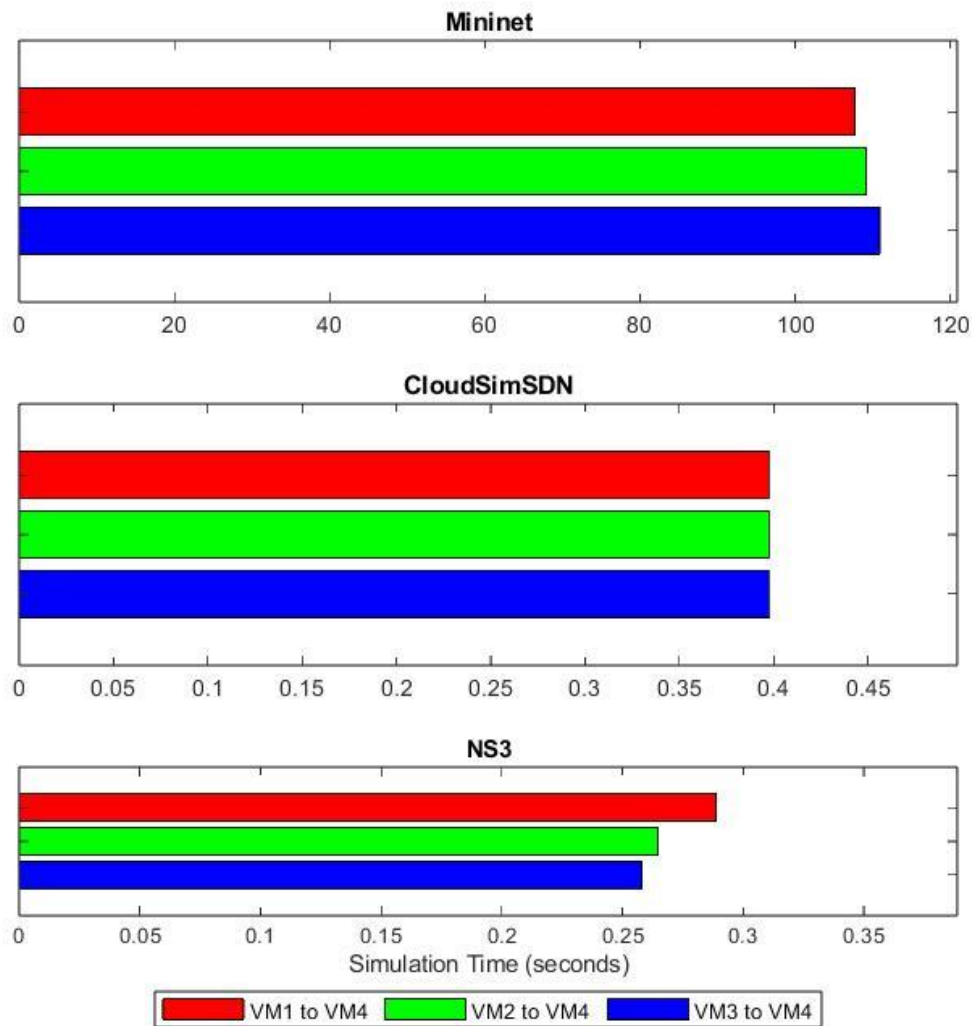 Mininet
0 20 40 60 80 100 120
CloudSimSDN
0 0.05 0.1 0.15 0.2 0.25 0.3 0.35 0.4 0.45
NS3
0 0.05 0.1 0.15 0.2 0.25 0.3 0.35
Simulation Time (seconds)
VM1 to VM4 VM2 to VM4 VM3 to VM4